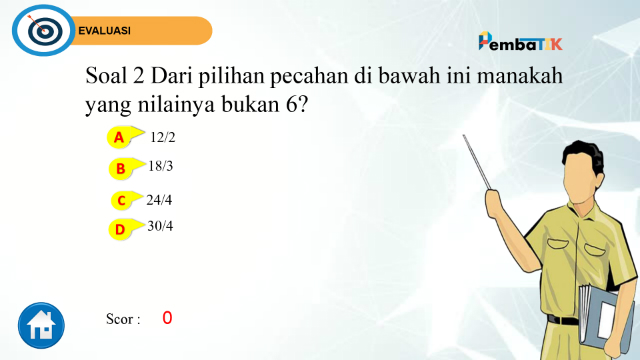 EVALUASI
PembaTIK
Soal 2 Dari pilihan pecahan di bawah ini manakah
yang nilainya bukan 6?
A 12/2
B 18/3
C 24/4
D 30/4
Scor : 0